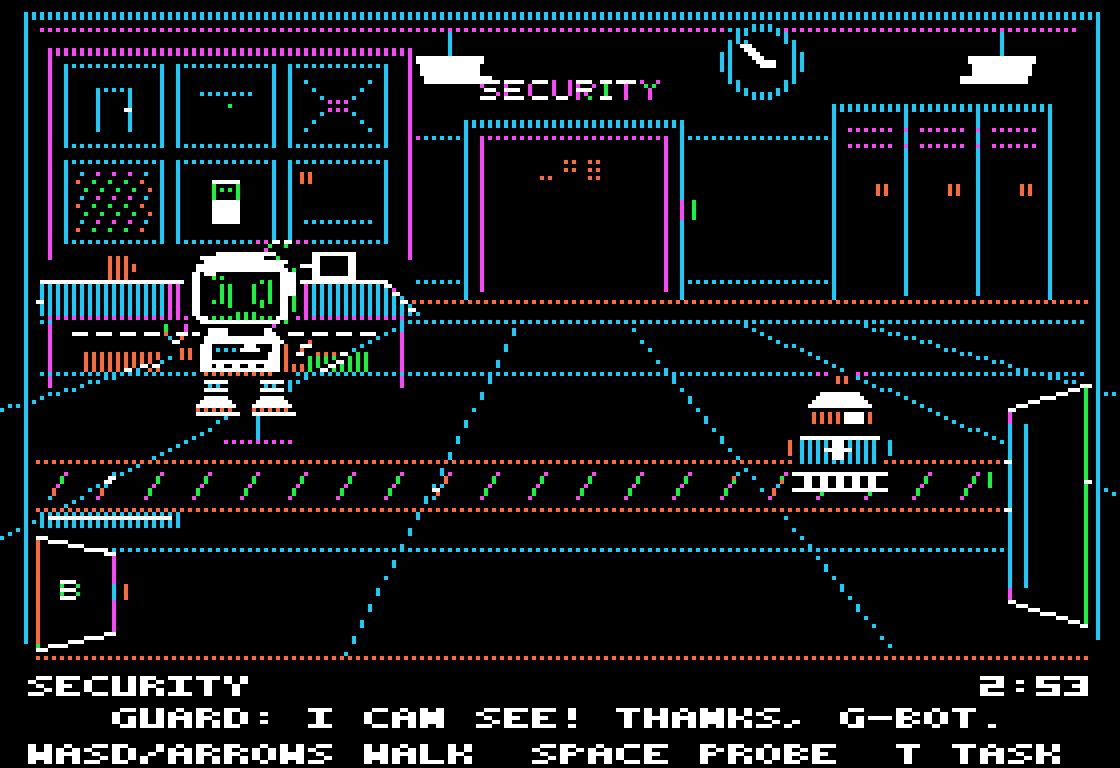 SECURITY
B
SECURITY 2:53
GUARD: I CAN SEE! THANKS, G-BOT.
WASD/ARROWS WALK SPACE PROBE T TASK